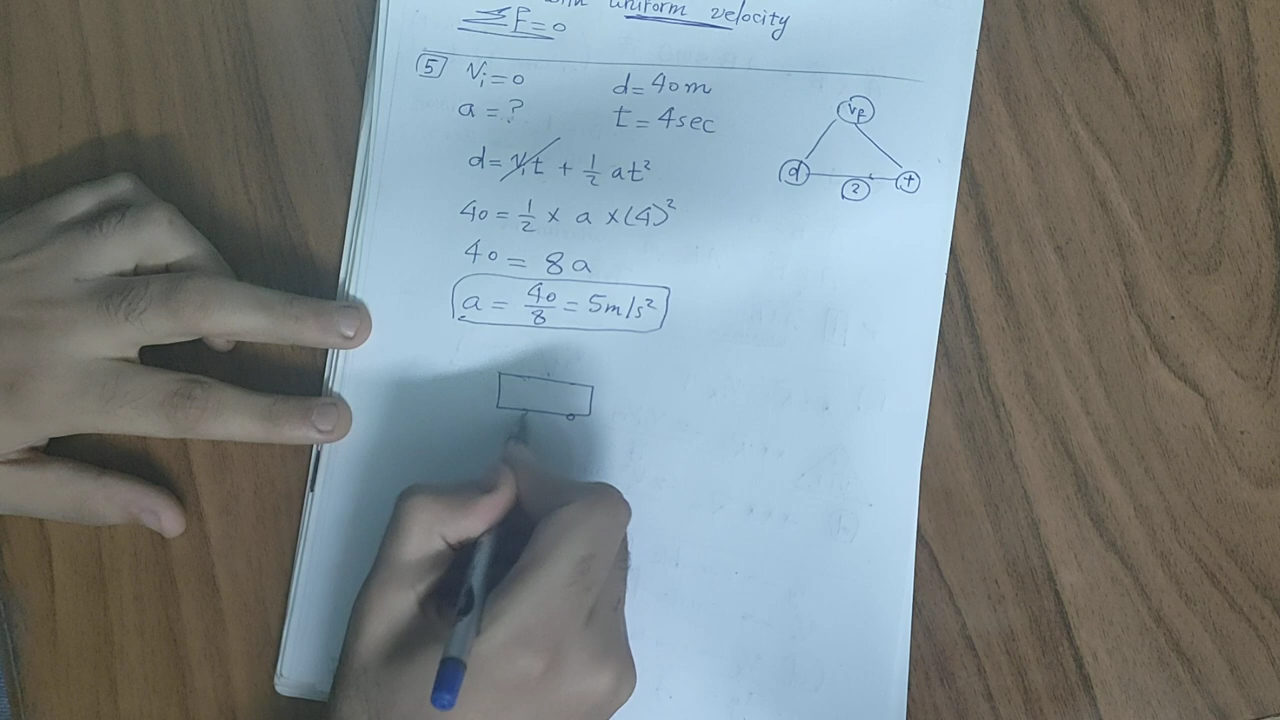 with uniform velocity
ΣF=0
5 Vi=0 d=40m
a=? t=4sec
d=Vit + 1/2 at²
40=1/2 × a ×(4)²
40=8a
a=40/8=5m/s²
Vf
d t
2